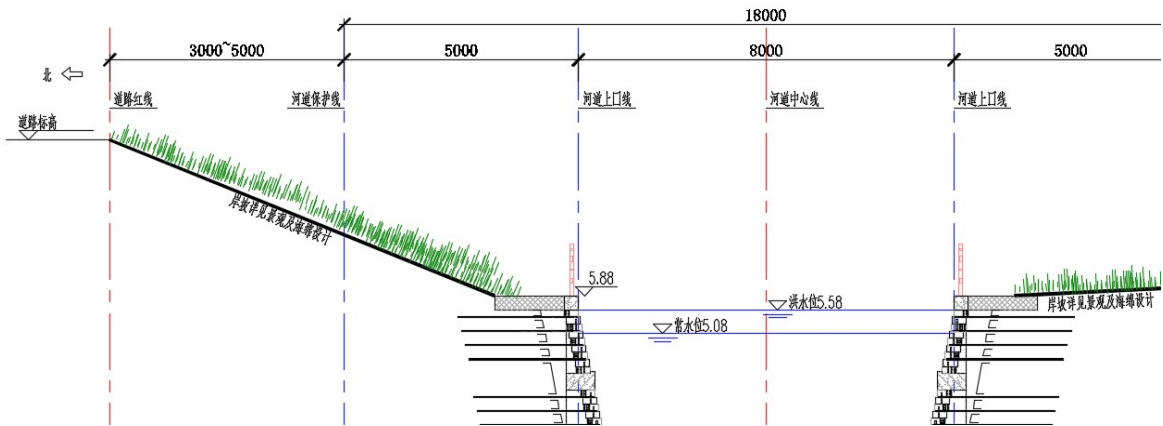 18000
3000~5000
5000
8000
5000
北
道路红线
河道保护线
河道上口线
河道中心线
河道上口线
道路标高
岸坡详见景观及海绵设计
5.88
洪水位5.58
岸坡详见景观及海绵设计
常水位5.08